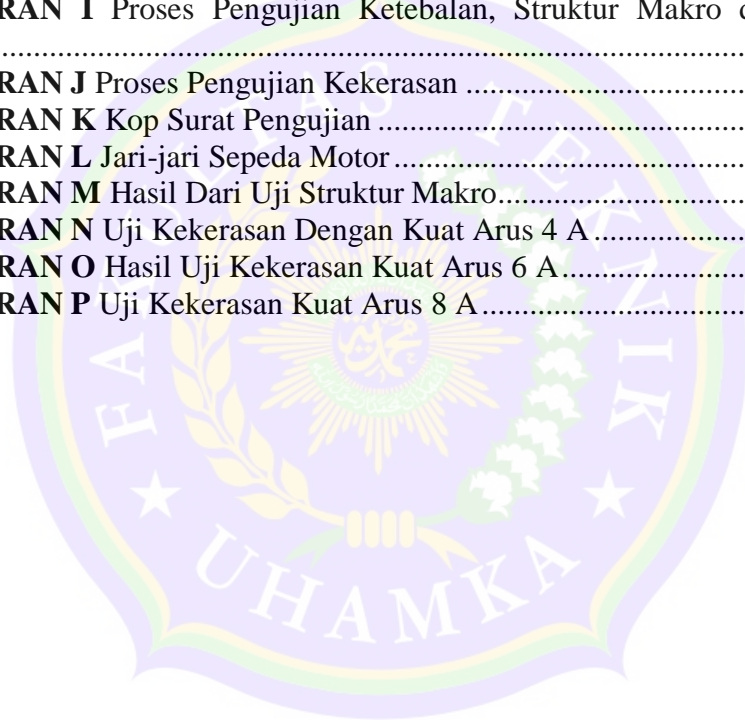 RAN I Proses Pengujian Ketebalan, Struktur Makro
RAN J Proses Pengujian Kekerasan
RAN K Kop Surat Pengujian
RAN L Jari-jari Sepeda Motor
RAN M Hasil Dari Uji Struktur Makro
RAN N Uji Kekerasan Dengan Kuat Arus 4 A
RAN O Hasil Uji Kekerasan Kuat Arus 6 A
RAN P Uji Kekerasan Kuat Arus 8 A
FAKULTAS TEKNIK
UHAMKA